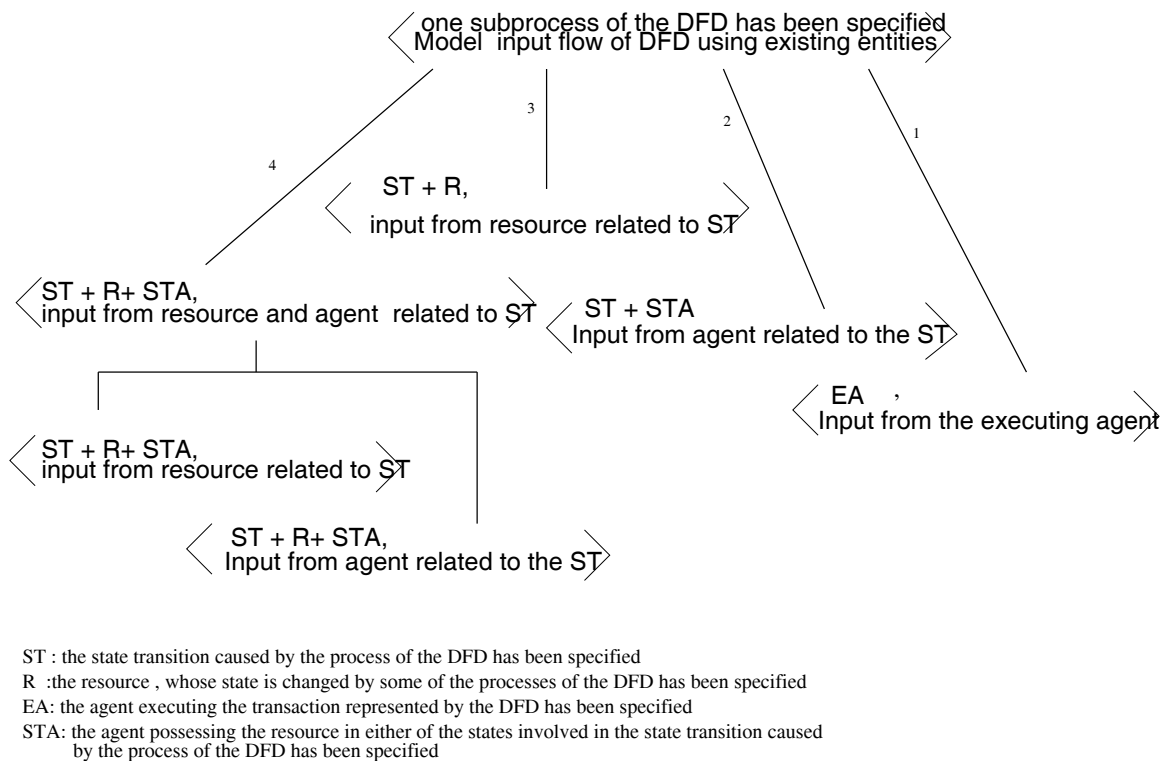 one subprocess of the DFD has been specified
Model input flow of DFD using existing entities
3
2
1
4
ST + R,
input from resource related to ST
ST + R+ STA,
input from resource and agent related to ST
ST + STA
Input from agent related to the ST
EA ,
Input from the executing agent
ST + R+ STA,
input from resource related to ST
ST + R+ STA,
Input from agent related to the ST
ST : the state transition caused by the process of the DFD has been specified
R :the resource , whose state is changed by some of the processes of the DFD has been specified
EA: the agent executing the transaction represented by the DFD has been specified
STA: the agent possessing the resource in either of the states involved in the state transition caused
by the process of the DFD has been specified